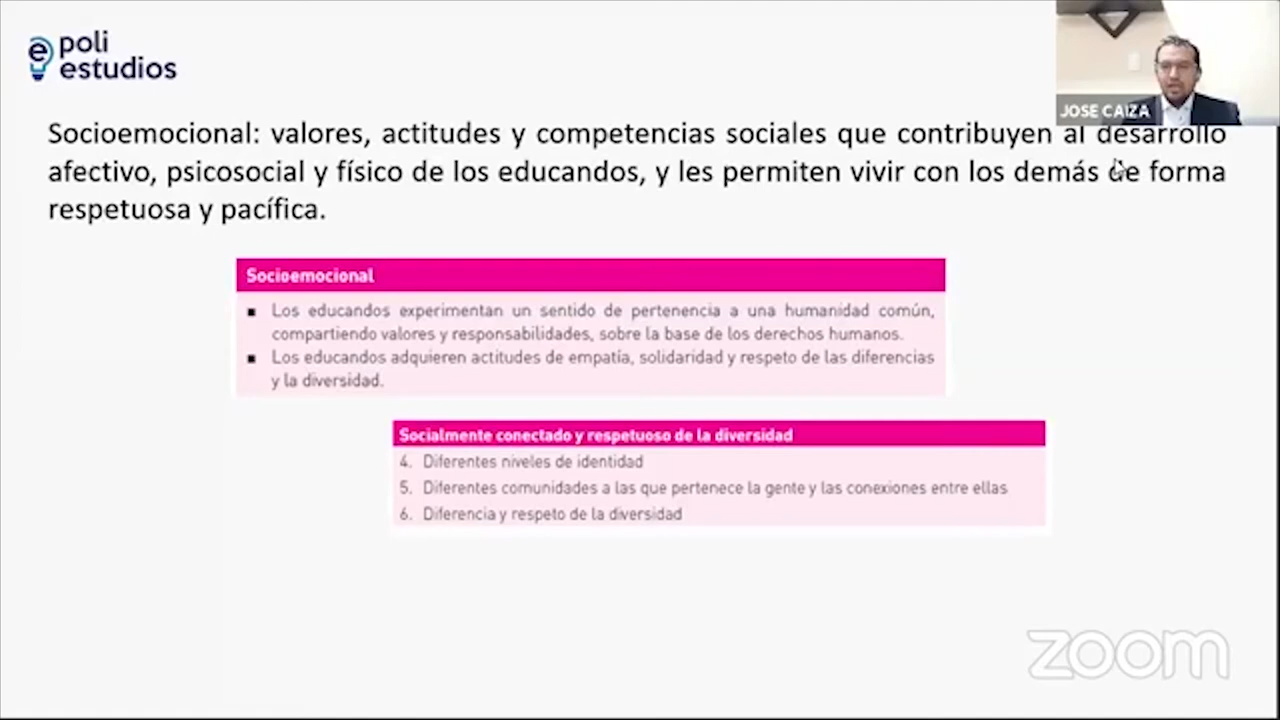 poli
estudios
JOSE CAIZA
Socioemocional: valores, actitudes y competencias sociales que contribuyen al desarrollo
afectivo, psicosocial y físico de los educandos, y les permiten vivir con los demás de forma
respetuosa y pacífica.
Socioemocional
▪ Los educandos experimentan un sentido de pertenencia a una humanidad común,
compartiendo valores y responsabilidades, sobre la base de los derechos humanos.
▪ Los educandos adquieren actitudes de empatía, solidaridad y respeto de las diferencias
y la diversidad.
Socialmente conectado y respetuoso de la diversidad
4. Diferentes niveles de identidad
5. Diferentes comunidades a las que pertenece la gente y las conexiones entre ellas
6. Diferencia y respeto de la diversidad
zoom